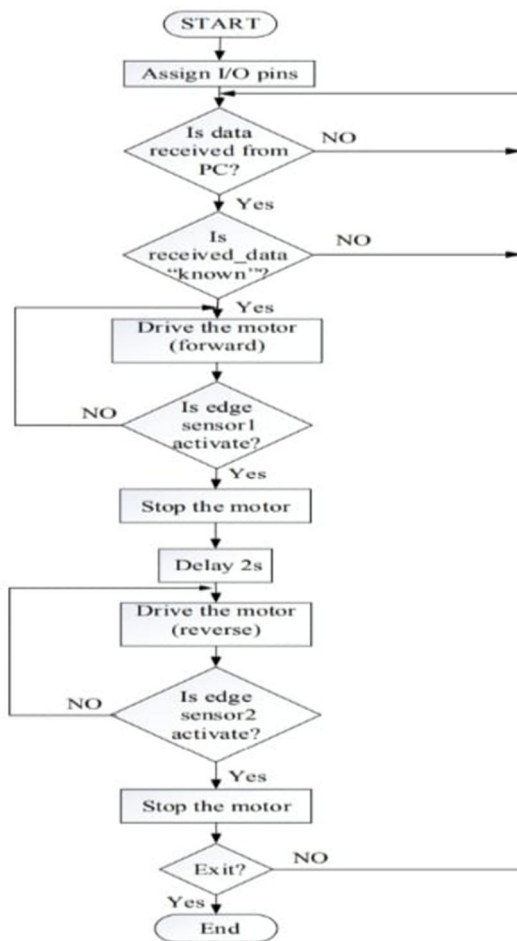 START
Assign I/O pins
Is data
received from
PC?
NO
Yes
Is
received_data
“known”?
NO
Yes
Drive the motor
(forward)
Is edge
sensor1
activate?
NO
Yes
Stop the motor
Delay 2s
Drive the motor
(reverse)
Is edge
sensor2
activate?
NO
Yes
Stop the motor
Exit?
NO
Yes
End